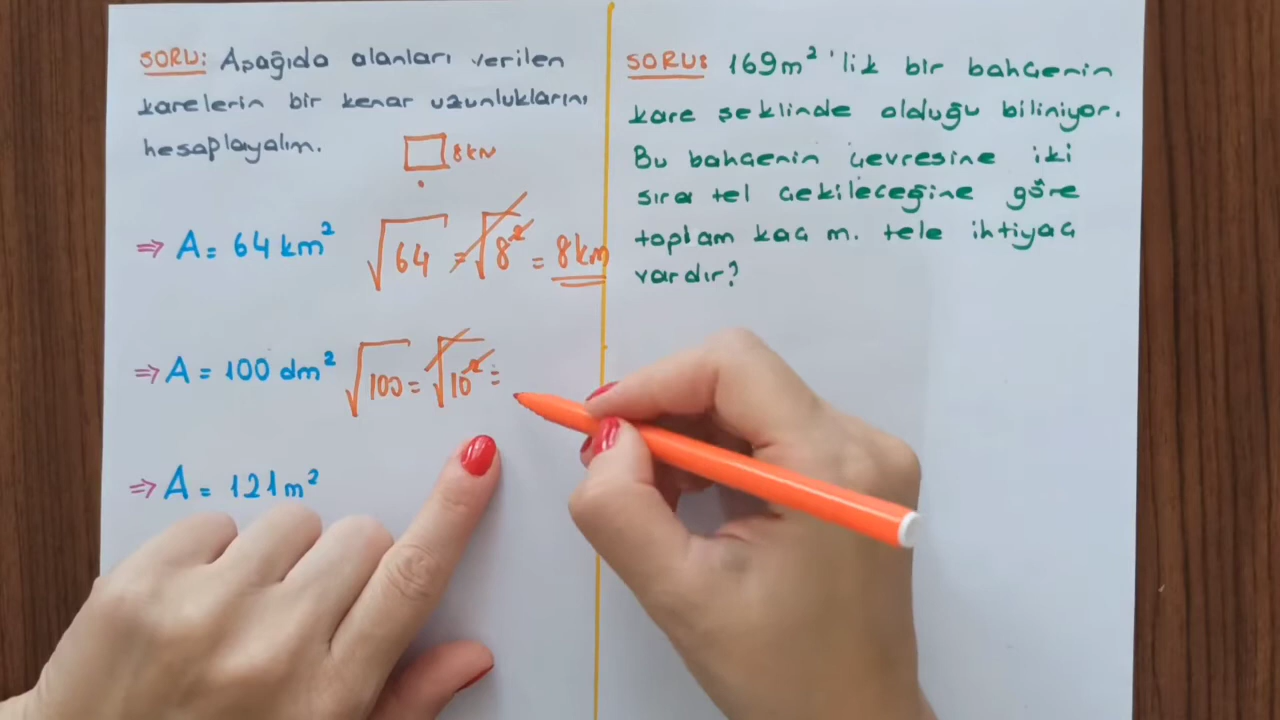 SORU: Aşağıda alanları verilen
karelerin bir kenar uzunluklarını
hesaplayalım.
8km
⇒ A = 64 km² √64 = √8² = 8km
⇒ A = 100 dm² √100 = √10² =
⇒ A = 121m²
SORU: 169m²'lik bir bahçenin
kare şeklinde olduğu biliniyor.
Bu bahçenin çevresine iki
sıra tel çekileceğine göre
toplam kaç m. tele ihtiyaç
vardır?